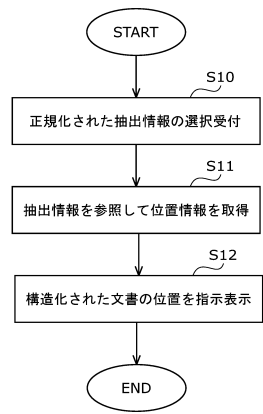 START
S10
正規化された抽出情報の選択受付
S11
抽出情報を参照して位置情報を取得
S12
構造化された文書の位置を指示表示
END